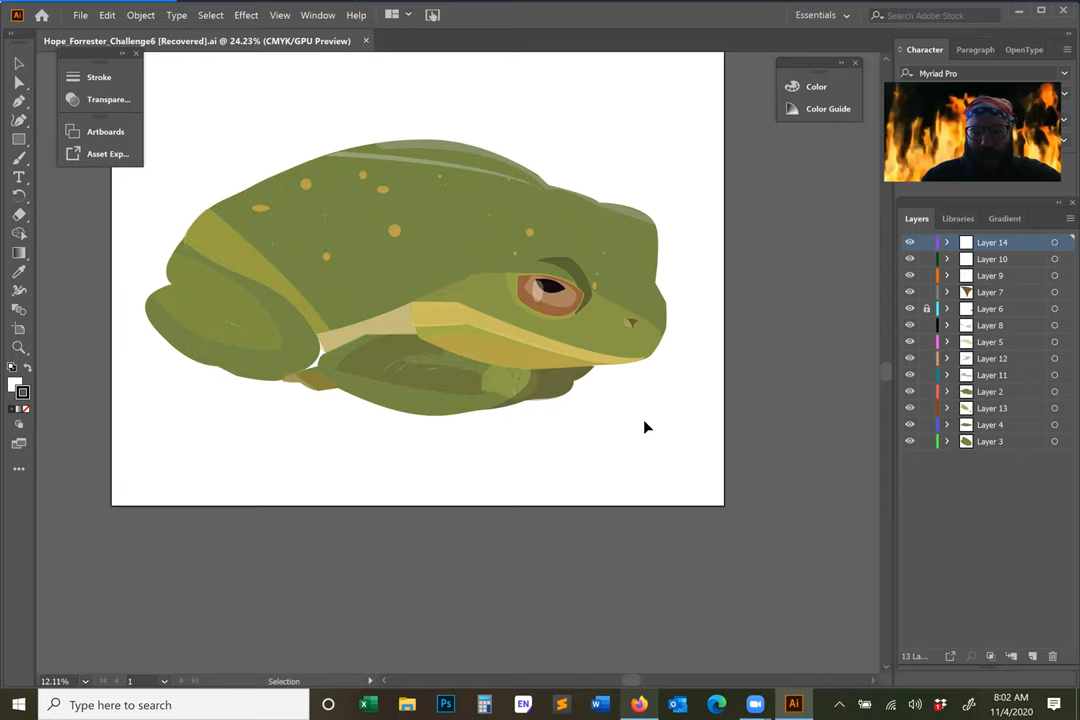 Ai File Edit Object Type Select Effect View Window Help Essentials Search Adobe Stock
Hope_Forrester_Challenge6 [Recovered].ai @ 24.23% (CMYK/GPU Preview)
Stroke
Transpare...
Artboards
Asset Exp...
Color
Color Guide
Character Paragraph OpenType
Myriad Pro
Layers Libraries Gradient
Layer 14
Layer 10
Layer 9
Layer 7
Layer 6
Layer 8
Layer 5
Layer 12
Layer 11
Layer 2
Layer 13
Layer 4
Layer 3
13 La...
12.11% 1 Selection
Type here to search
Ps
EN
Ai
8:02 AM
11/4/2020